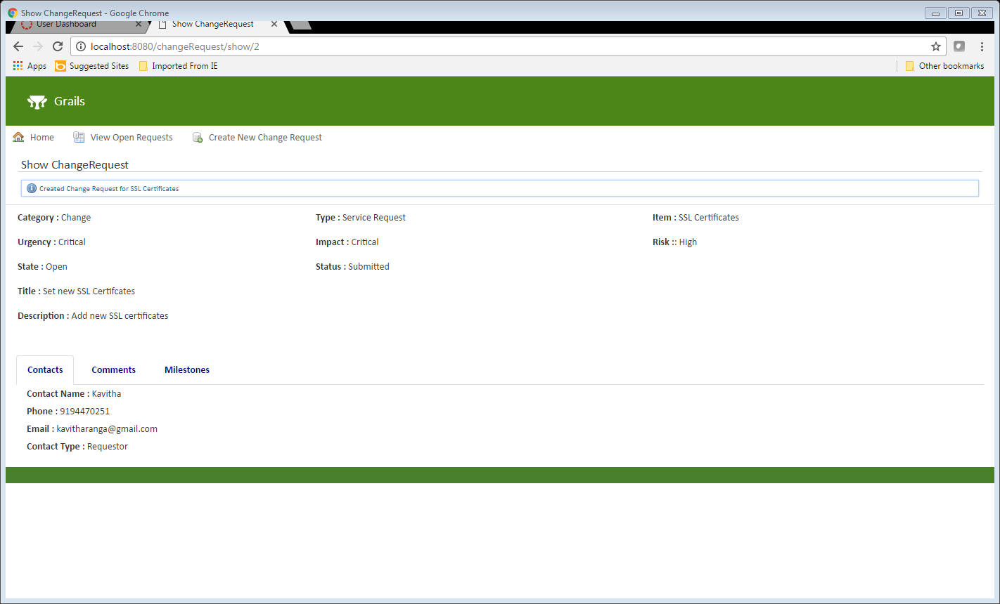 Show ChangeRequest - Google Chrome
User Dashboard Show ChangeRequest
localhost:8080/changeRequest/show/2
Apps Suggested Sites Imported From IE Other bookmarks
Grails
Home View Open Requests Create New Change Request
Show ChangeRequest
Created Change Request for SSL Certificates
Category : Change Type : Service Request Item : SSL Certificates
Urgency : Critical Impact : Critical Risk :: High
State : Open Status : Submitted
Title : Set new SSL Certifcates
Description : Add new SSL certificates
Contacts Comments Milestones
Contact Name : Kavitha
Phone : 9194470251
Email : kavitharanga@gmail.com
Contact Type : Requestor